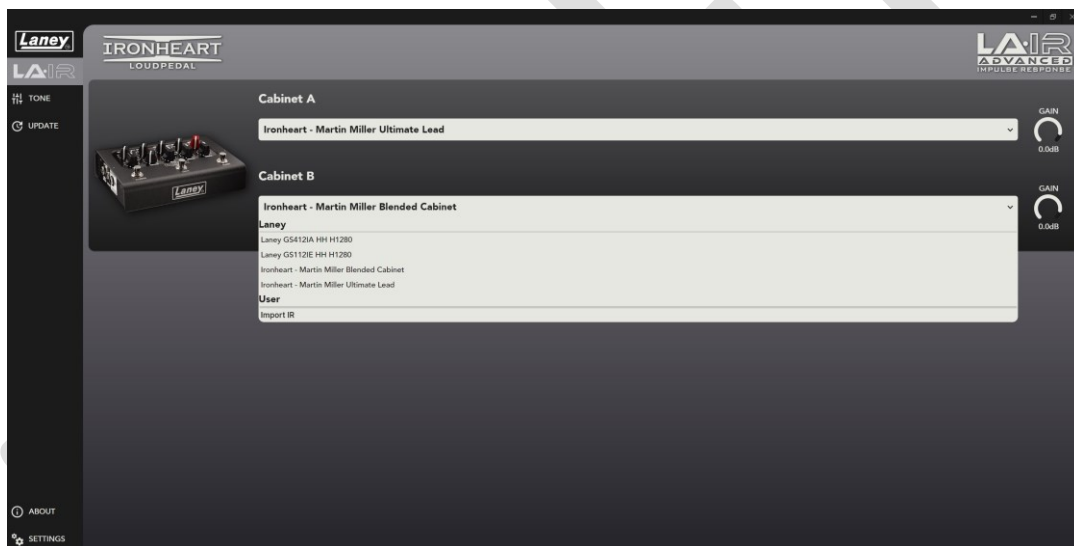 Laney
LA·IR
TONE
UPDATE
ABOUT
SETTINGS
IRONHEART
LOUDPEDAL
LA·IR
ADVANCED
IMPULSE RESPONSE
Laney
Cabinet A
Ironheart - Martin Miller Ultimate Lead
GAIN
0.0dB
Cabinet B
Ironheart - Martin Miller Blended Cabinet
GAIN
0.0dB
Laney
Laney GS412IA HH H1280
Laney GS112IE HH H1280
Ironheart - Martin Miller Blended Cabinet
Ironheart - Martin Miller Ultimate Lead
User
Import IR